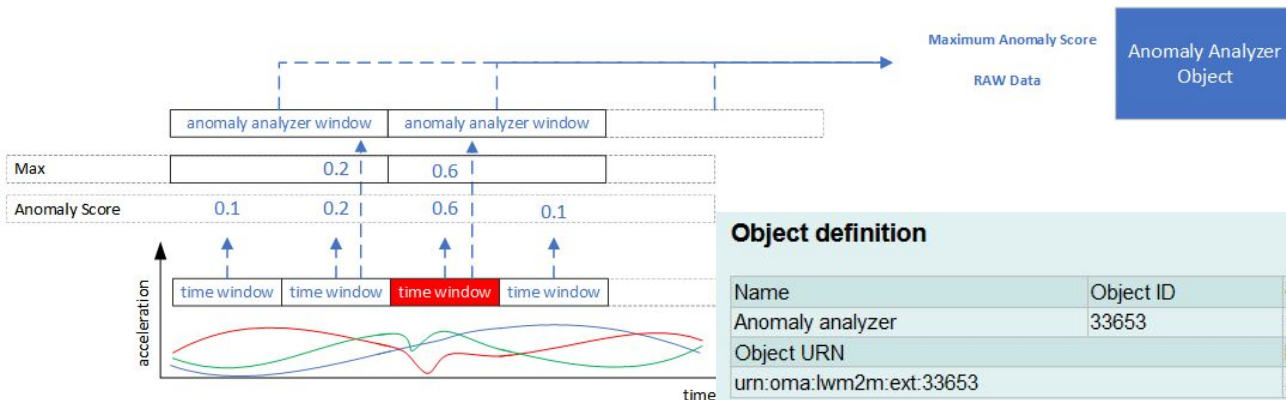 Maximum Anomaly Score
RAW Data
Anomaly Analyzer
Object
anomaly analyzer window
anomaly analyzer window
Max
0.2
0.6
Anomaly Score
0.1
0.2
0.6
0.1
time window
time window
time window
time window
acceleration
time
Object definition
Name
Object ID
Anomaly analyzer
33653
Object URN
urn:oma:lwm2m:ext:33653